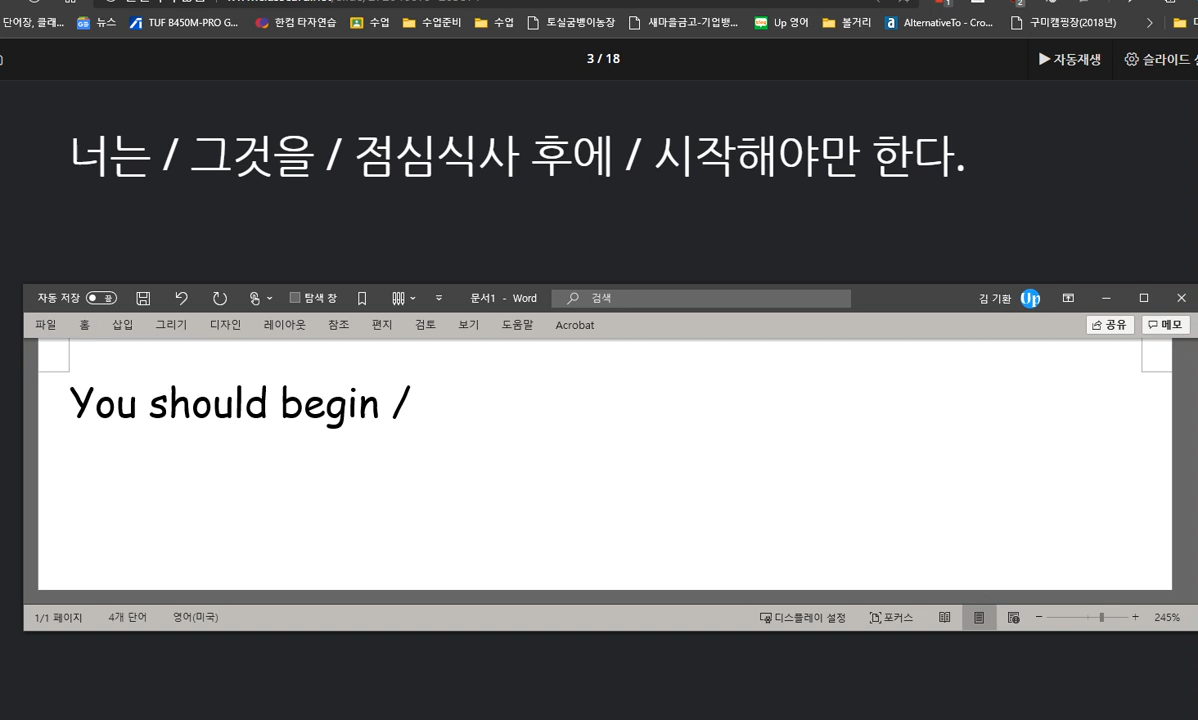 단어장, 클래... 뉴스 TUF B450M-PRO G... 한컴 타자연습 수업 수업준비 수업 토실굼벵이농장 새마을금고-기업뱅... Up 영어 볼거리 AlternativeTo - Cro... 구미캠핑장(2018년)
3 / 18 자동재생 슬라이드
너는 / 그것을 / 점심식사 후에 / 시작해야만 한다.
자동 저장 끔 탐색 창 문서1 - Word 검색 김 기환 Up
파일 홈 삽입 그리기 디자인 레이아웃 참조 편지 검토 보기 도움말 Acrobat 공유 메모
You should begin /
1/1 페이지 4개 단어 영어(미국) 디스플레이 설정 포커스 245%